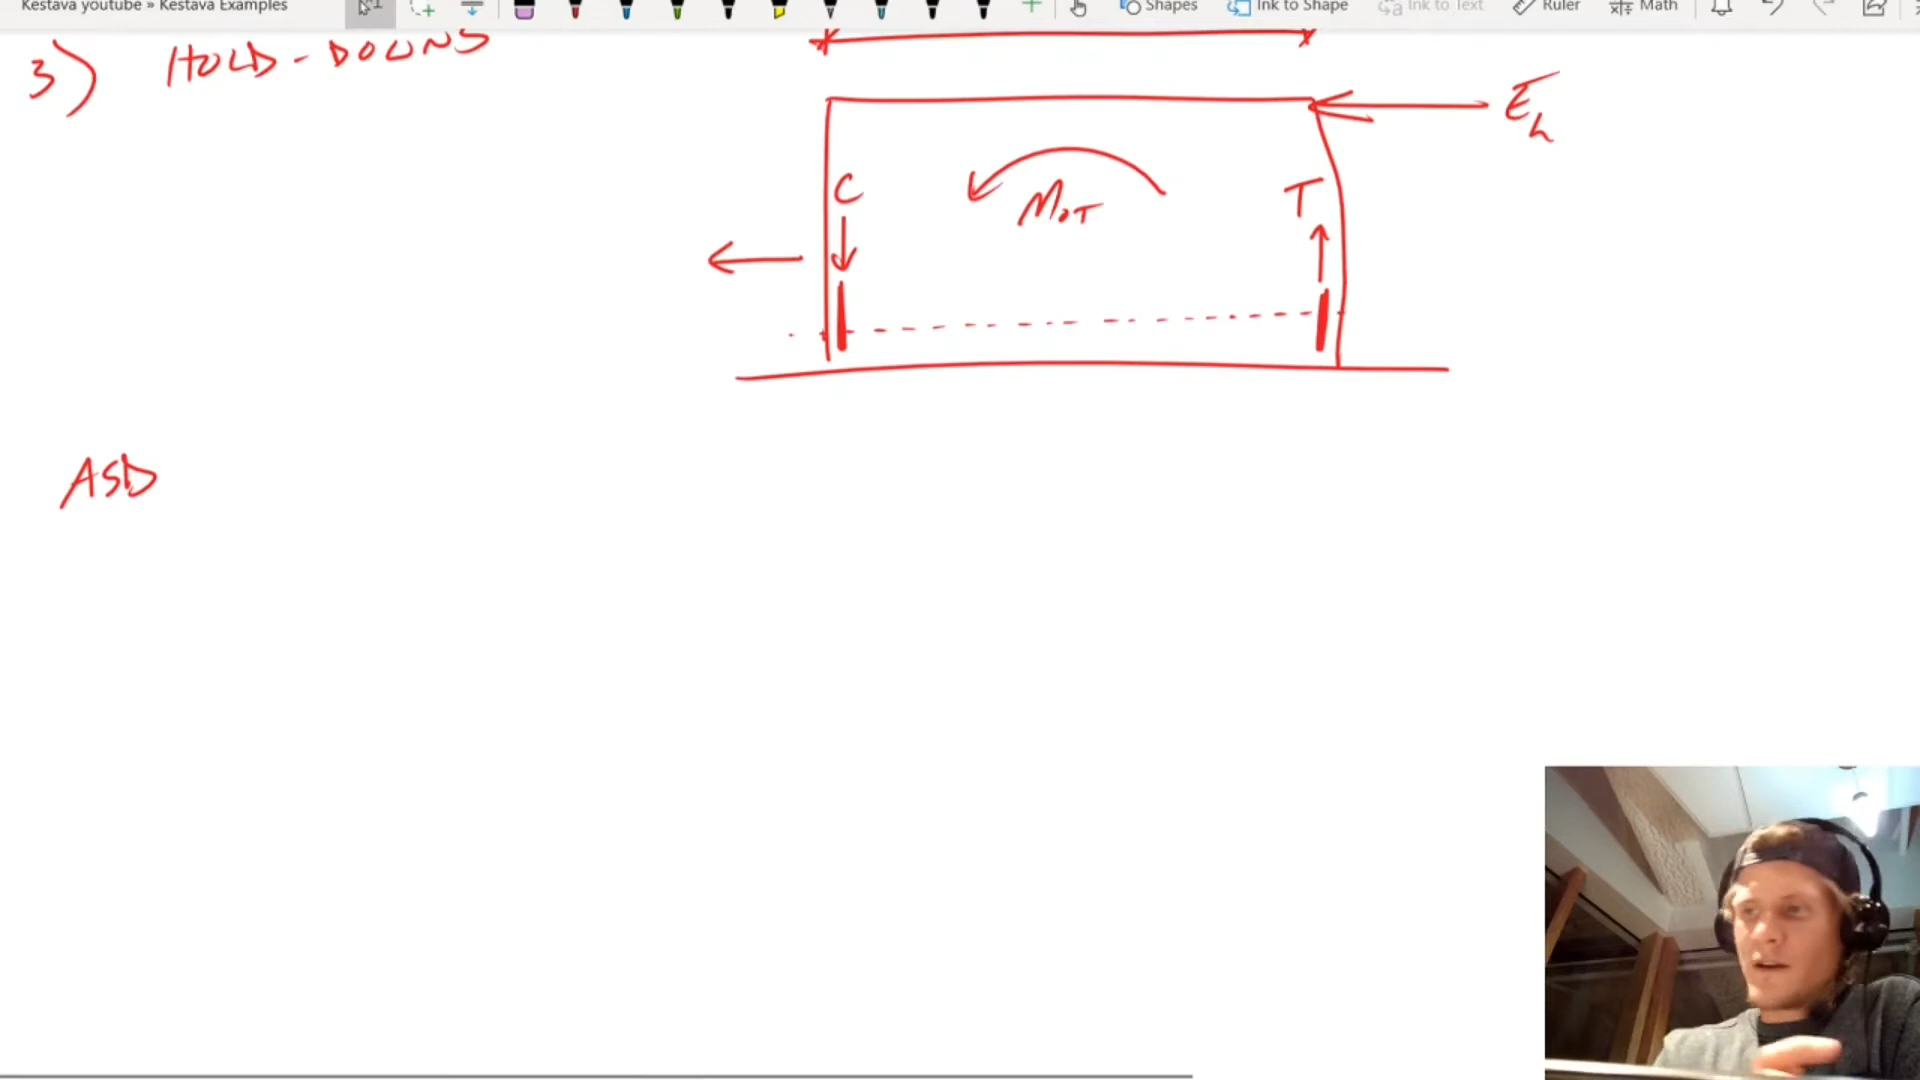 Kestava youtube » Kestava Examples
Shapes
Ink to Shape
Ink to Text
Ruler
Math
3) HOLD-DOWNS
Eh
C
MOT
T
ASD